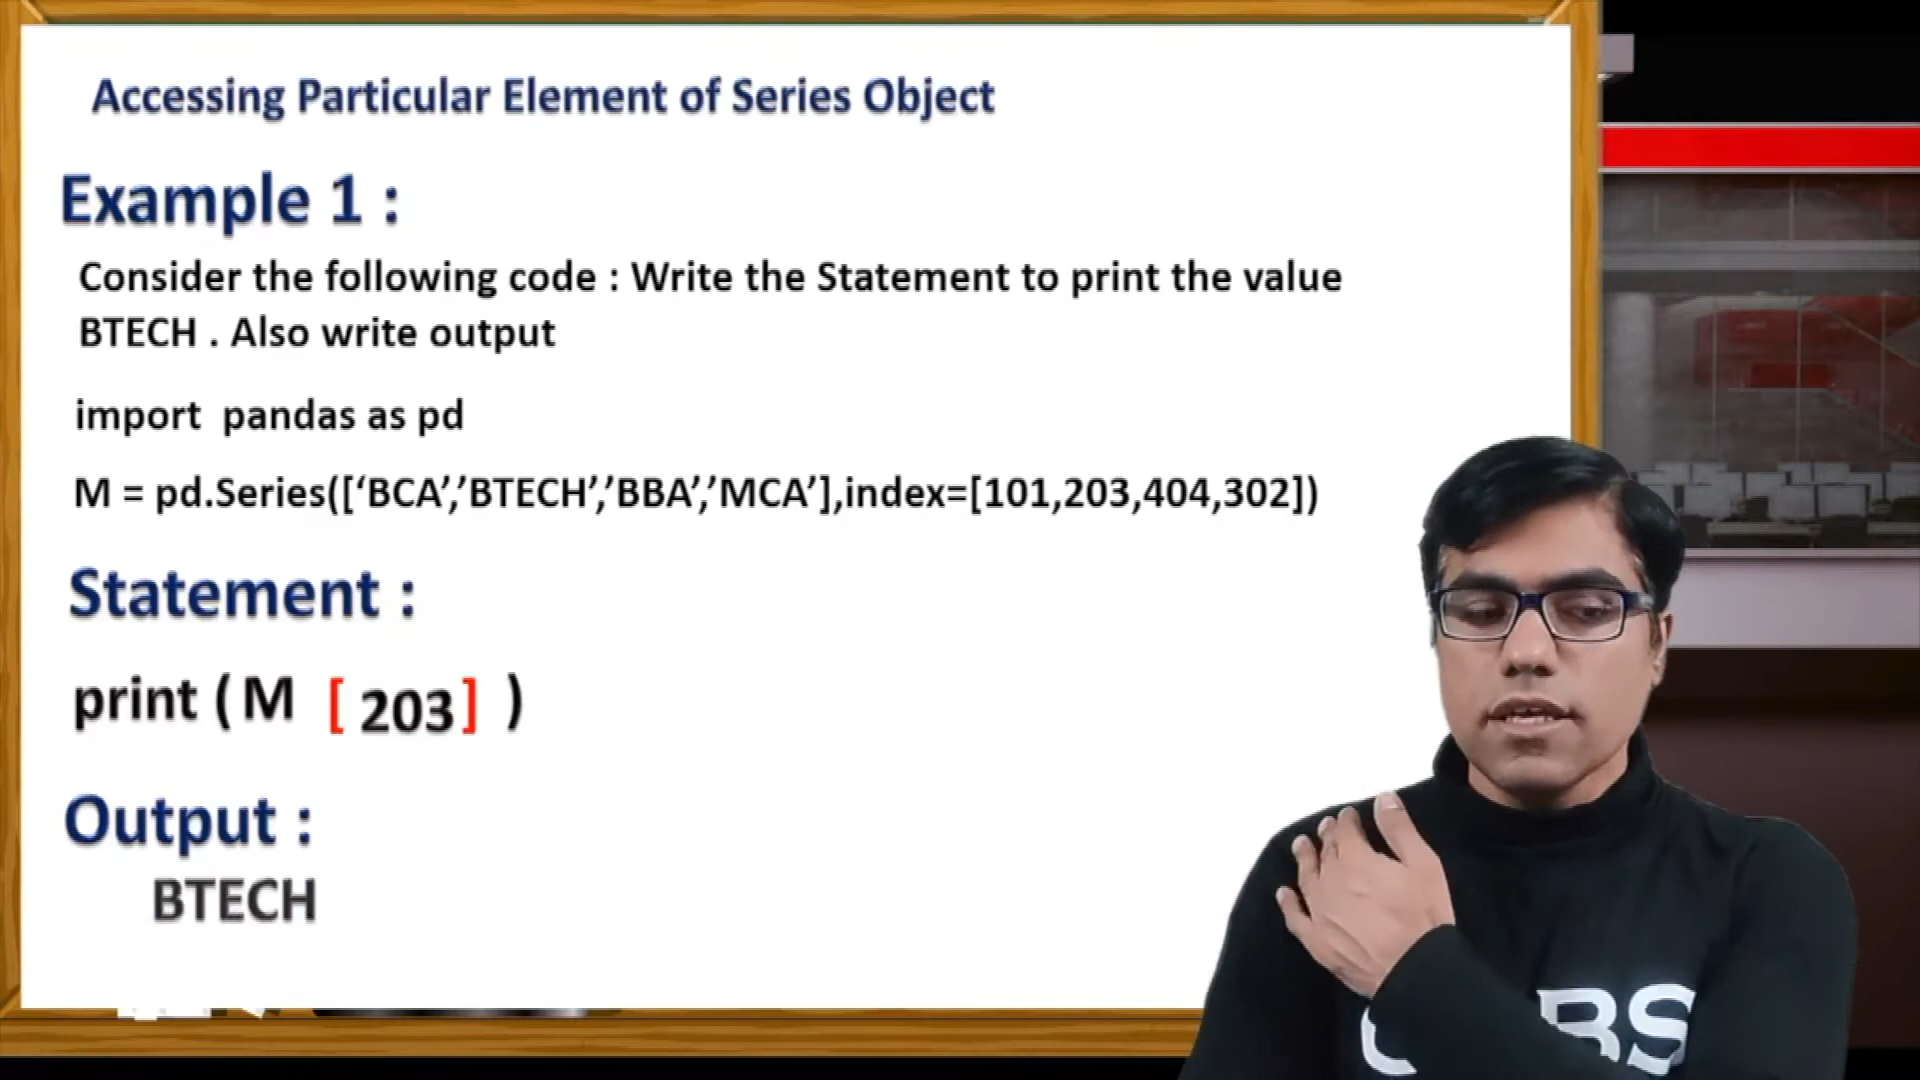 Accessing Particular Element of Series Object
Example 1 :
Consider the following code : Write the Statement to print the value
BTECH . Also write output
import  pandas as pd
M = pd.Series([‘BCA’,’BTECH’,’BBA’,’MCA’],index=[101,203,404,302])
Statement :
print ( M [ 203 ] )
Output :
BTECH
BS